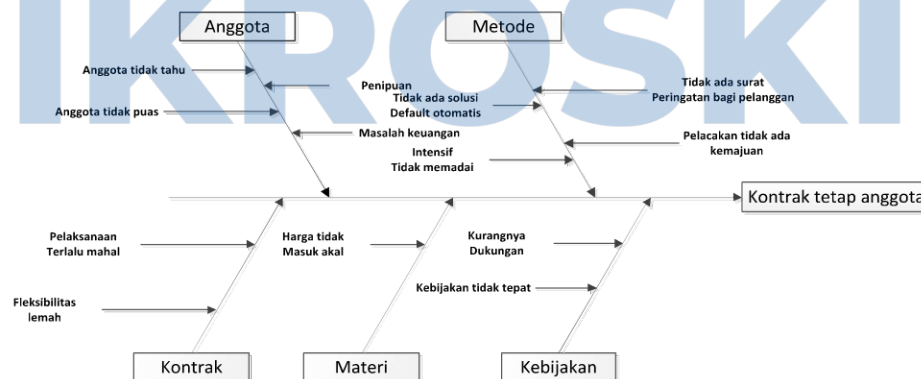 IKROSKI
Anggota
Metode
Anggota tidak tahu
Penipuan
Anggota tidak puas
Masalah keuangan
Tidak ada solusi
Default otomatis
Intensif
Tidak memadai
Tidak ada surat
Peringatan bagi pelanggan
Pelacakan tidak ada
kemajuan
Kontrak tetap anggota
Pelaksanaan
Terlalu mahal
Fleksibilitas
lemah
Harga tidak
Masuk akal
Kurangnya
Dukungan
Kebijakan tidak tepat
Kontrak
Materi
Kebijakan